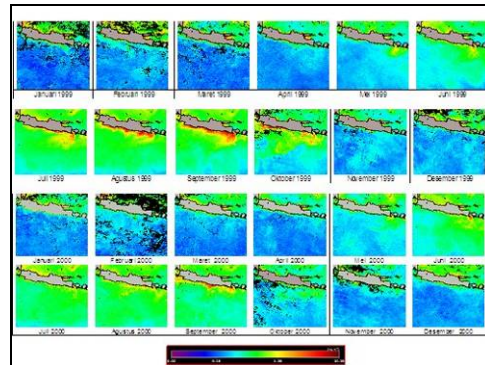 Januari 1999 Februari 1999 Maret 1999 April 1999 Mei 1999 Juni 1999
Juli 1999 Agustus 1999 September 1999 Oktober 1999 November 1999 Desember 1999
Januari 2000 Februari 2000 Maret 2000 April 2000 Mei 2000 Juni 2000
Juli 2000 Agustus 2000 September 2000 Oktober 2000 November 2000 Desember 2000